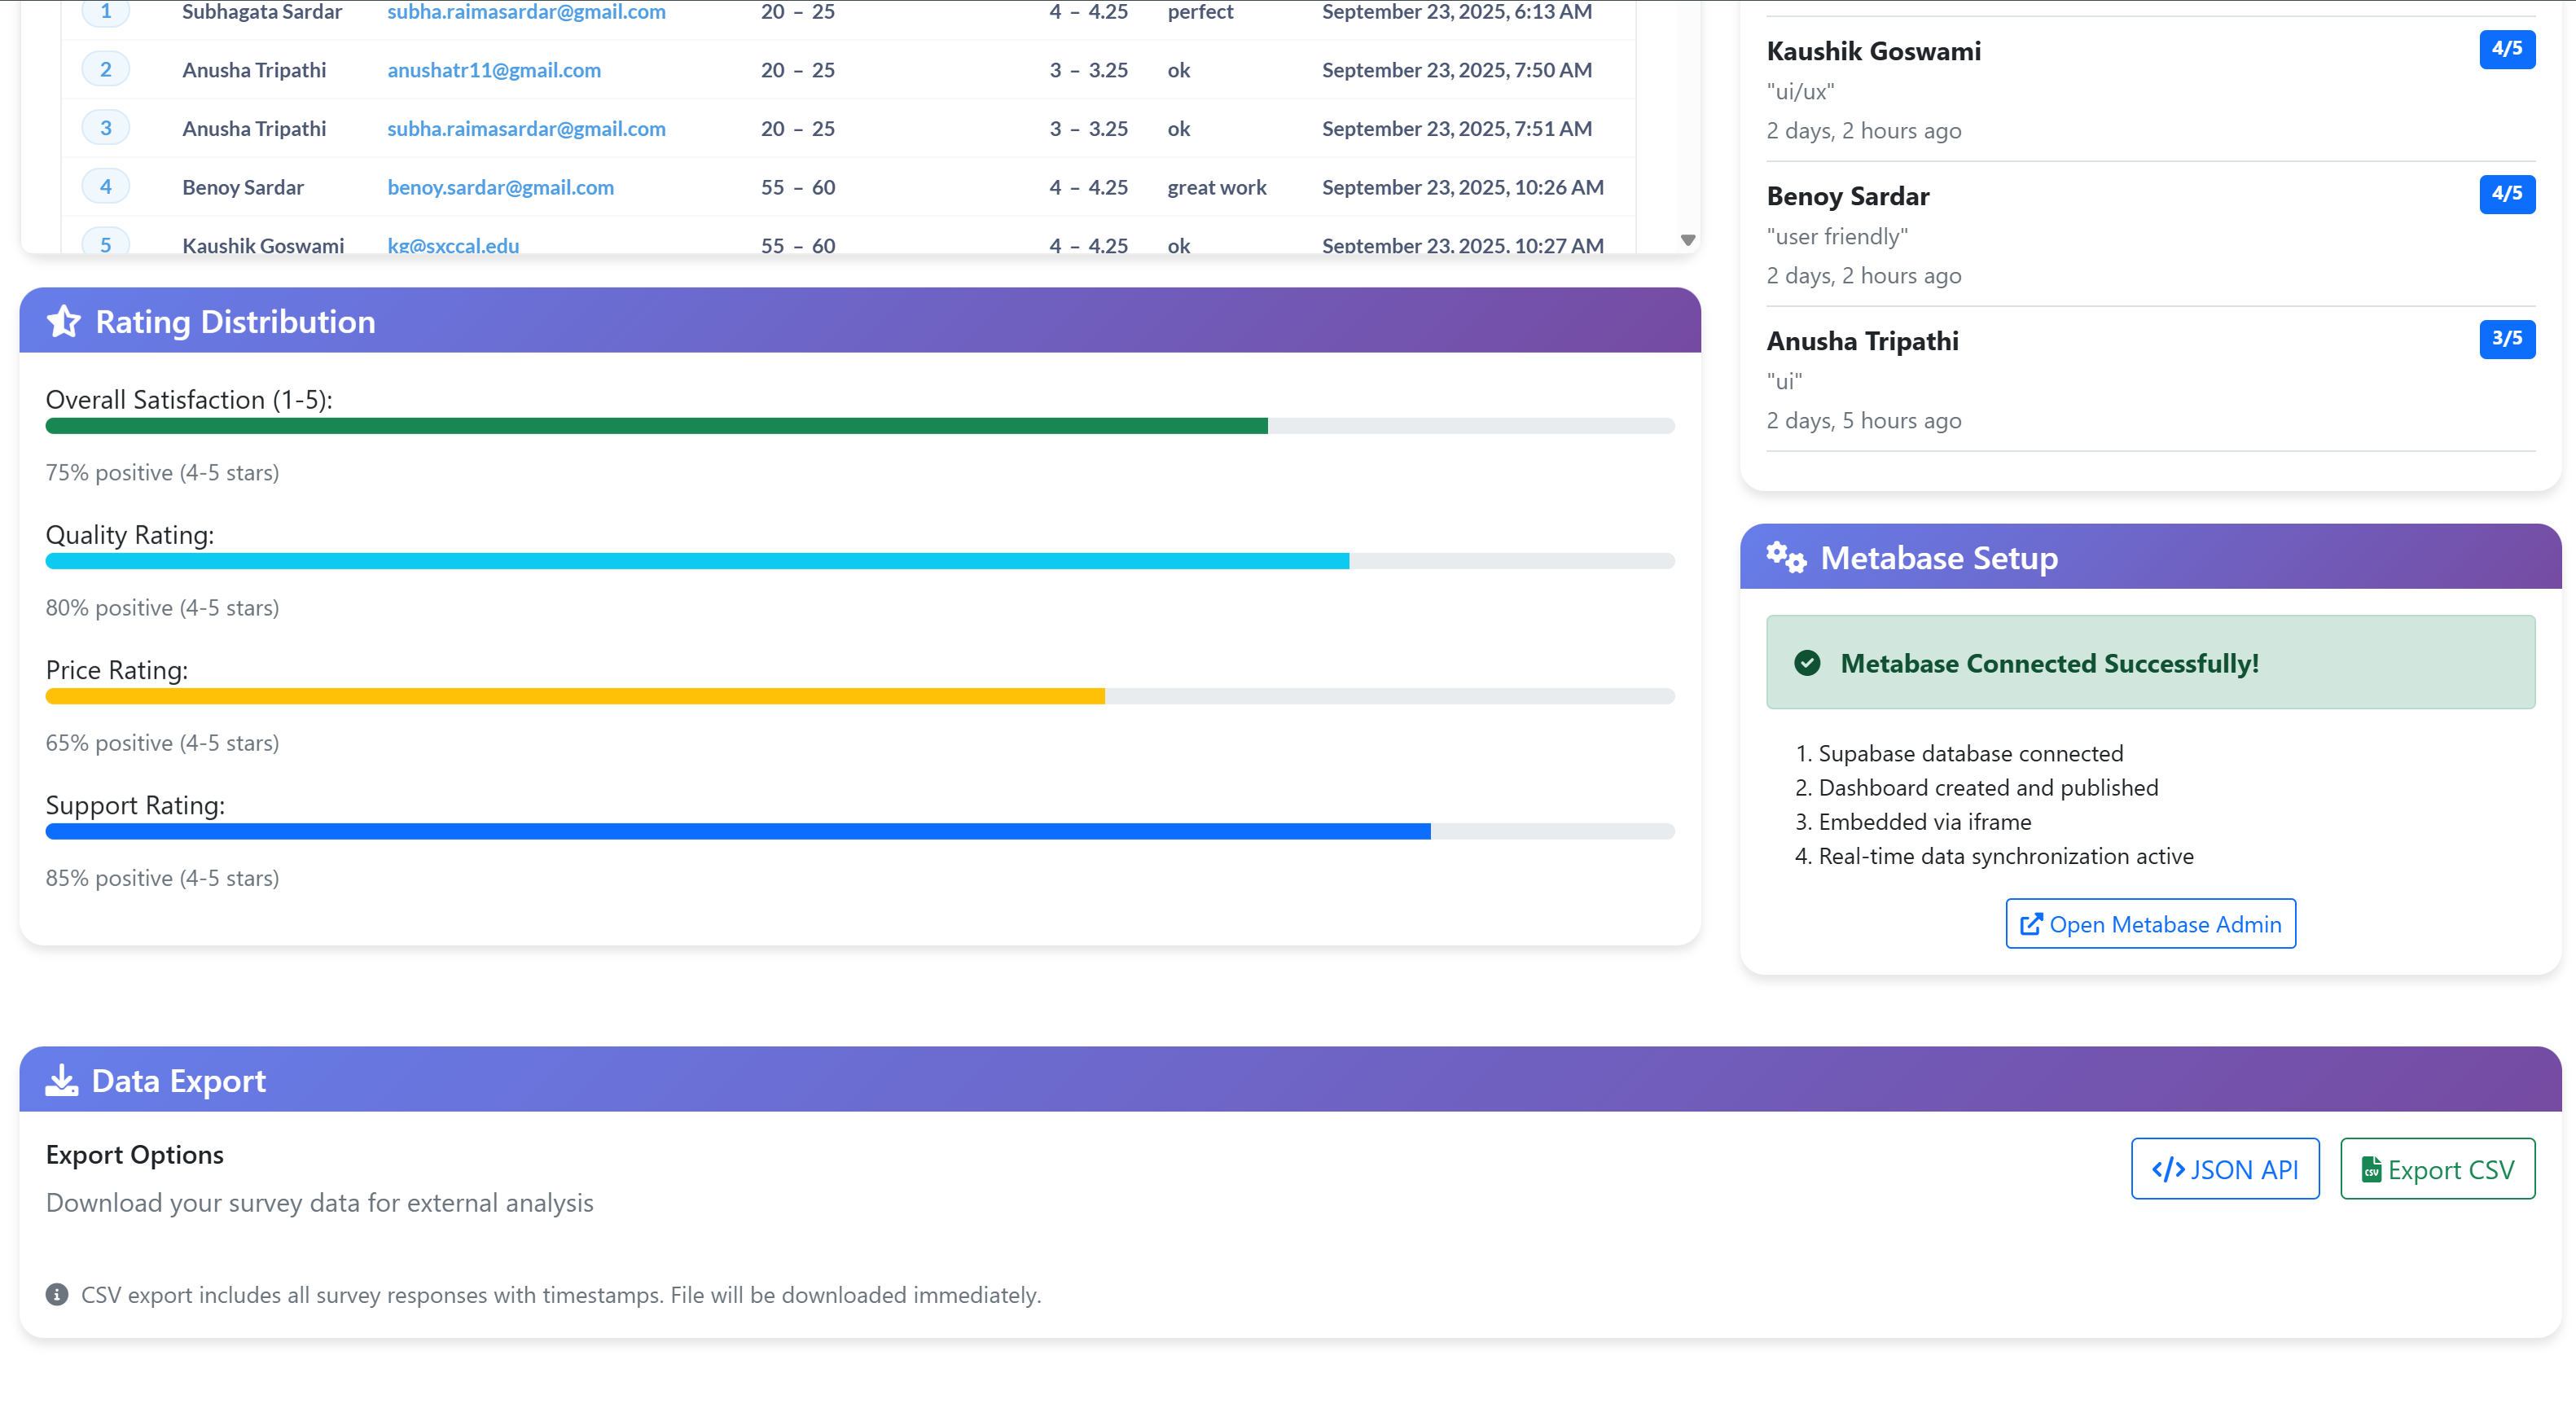 1 Subhagata Sardar subha.raimasardar@gmail.com 20 – 25 4 – 4.25 perfect September 23, 2025, 6:13 AM
2 Anusha Tripathi anushatr11@gmail.com 20 – 25 3 – 3.25 ok September 23, 2025, 7:50 AM
3 Anusha Tripathi subha.raimasardar@gmail.com 20 – 25 3 – 3.25 ok September 23, 2025, 7:51 AM
4 Benoy Sardar benoy.sardar@gmail.com 55 – 60 4 – 4.25 great work September 23, 2025, 10:26 AM
5 Kaushik Goswami kg@sxccal.edu 55 – 60 4 – 4.25 ok September 23, 2025, 10:27 AM
Rating Distribution
Overall Satisfaction (1-5):
75% positive (4-5 stars)
Quality Rating:
80% positive (4-5 stars)
Price Rating:
65% positive (4-5 stars)
Support Rating:
85% positive (4-5 stars)
Kaushik Goswami 4/5
"ui/ux"
2 days, 2 hours ago
Benoy Sardar 4/5
"user friendly"
2 days, 2 hours ago
Anusha Tripathi 3/5
"ui"
2 days, 5 hours ago
Metabase Setup
Metabase Connected Successfully!
1. Supabase database connected
2. Dashboard created and published
3. Embedded via iframe
4. Real-time data synchronization active
Open Metabase Admin
Data Export
Export Options
Download your survey data for external analysis
</> JSON API
CSV Export CSV
CSV export includes all survey responses with timestamps. File will be downloaded immediately.